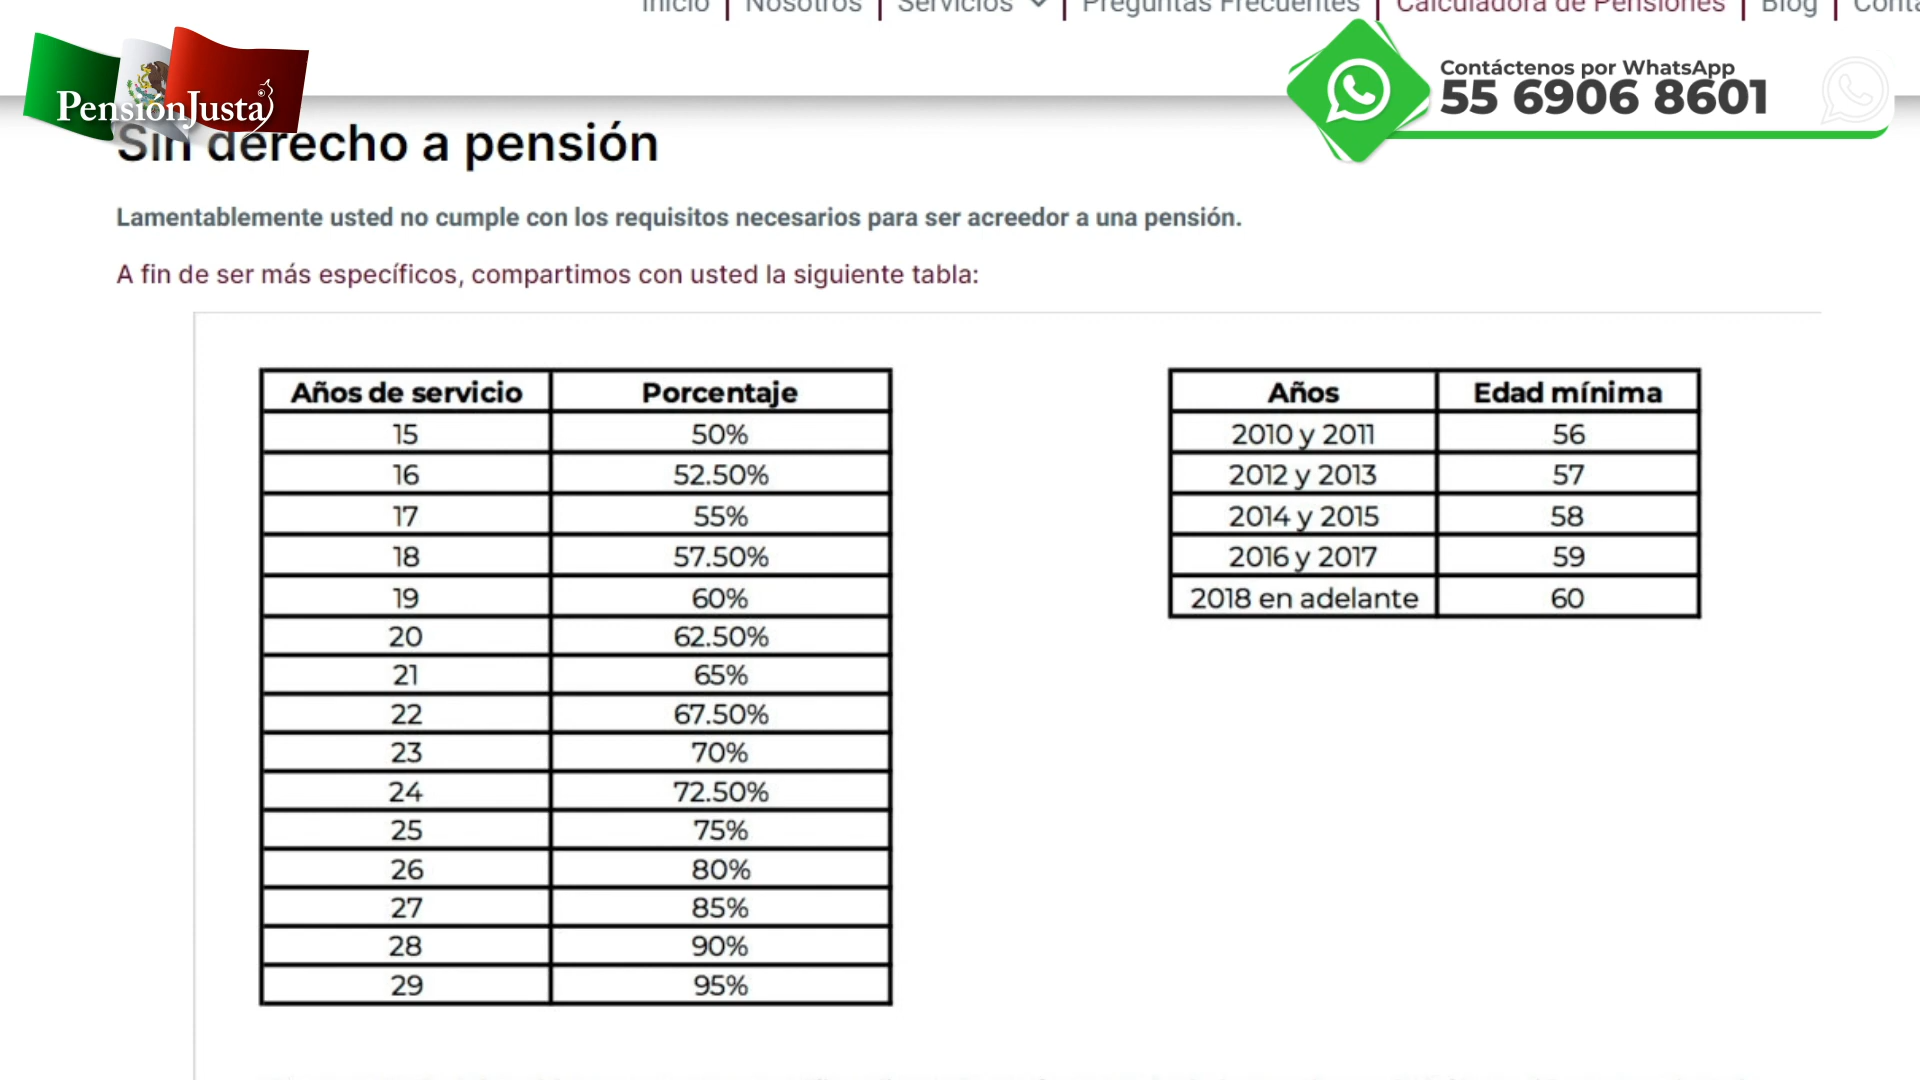 Inicio | Nosotros | Servicios | Preguntas Frecuentes | Calculadora de Pensiones | Blog |
PensiónJusta
Contáctenos por WhatsApp
55 6906 8601
Sin derecho a pensión
Lamentablemente usted no cumple con los requisitos necesarios para ser acreedor a una pensión.
A fin de ser más específicos, compartimos con usted la siguiente tabla:
Años de servicio Porcentaje
15 50%
16 52.50%
17 55%
18 57.50%
19 60%
20 62.50%
21 65%
22 67.50%
23 70%
24 72.50%
25 75%
26 80%
27 85%
28 90%
29 95%
Años Edad mínima
2010 y 2011 56
2012 y 2013 57
2014 y 2015 58
2016 y 2017 59
2018 en adelante 60